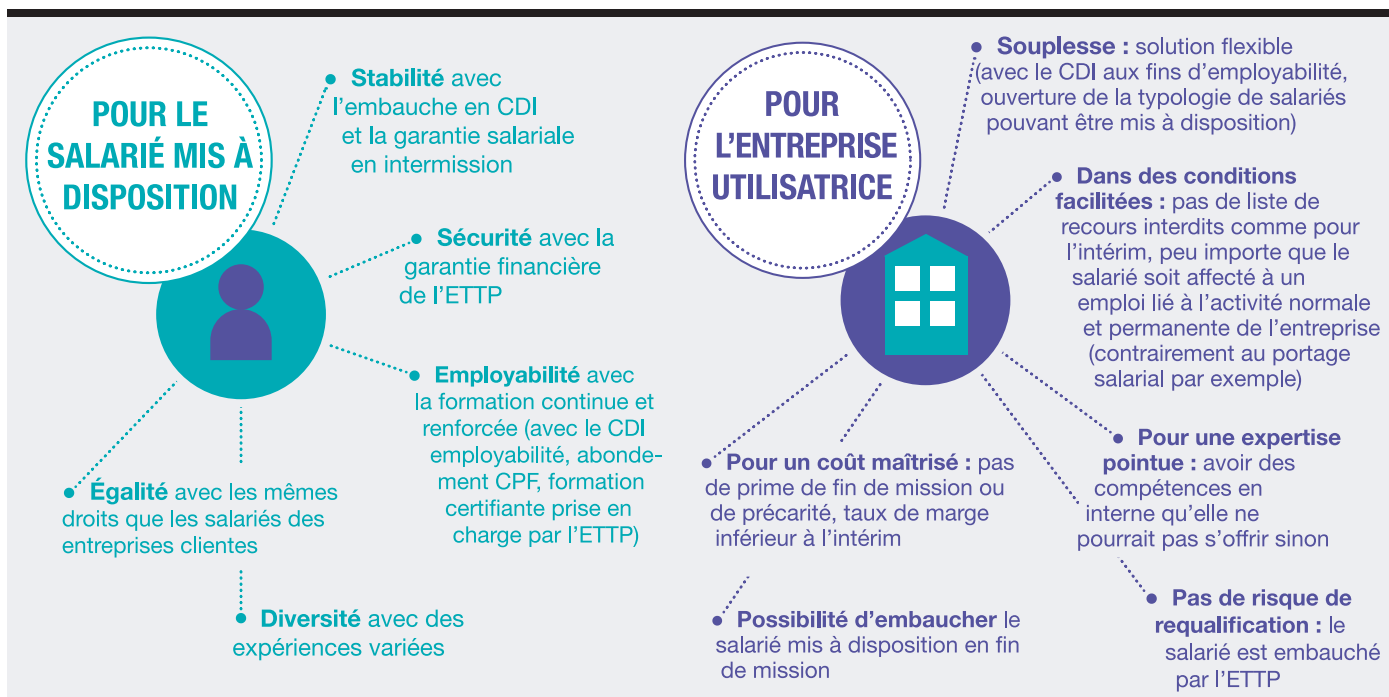 POUR LE
SALARIÉ MIS À
DISPOSITION
• Stabilité avec
l'embauche en CDI
et la garantie salariale
en intermission
• Sécurité avec la
garantie financière
de l'ETTP
• Employabilité avec
la formation continue et
renforcée (avec le CDI
employabilité, abonde-
ment CPF, formation
certifiante prise en
charge par l'ETTP)
• Égalité avec les mêmes
droits que les salariés des
entreprises clientes
• Diversité avec des
expériences variées
POUR
L'ENTREPRISE
UTILISATRICE
• Souplesse : solution flexible
(avec le CDI aux fins d'employabilité,
ouverture de la typologie de salariés
pouvant être mis à disposition)
• Dans des conditions
facilitées : pas de liste de
recours interdits comme pour
l'intérim, peu importe que le
salarié soit affecté à un
emploi lié à l'activité normale
et permanente de l'entreprise
(contrairement au portage
salarial par exemple)
• Pour un coût maîtrisé : pas
de prime de fin de mission ou
de précarité, taux de marge
inférieur à l'intérim
• Pour une expertise
pointue : avoir des
compétences en
interne qu'elle ne
pourrait pas s'offrir sinon
• Possibilité d'embaucher le
salarié mis à disposition en fin
de mission
• Pas de risque de
requalification : le
salarié est embauché
par l'ETTP